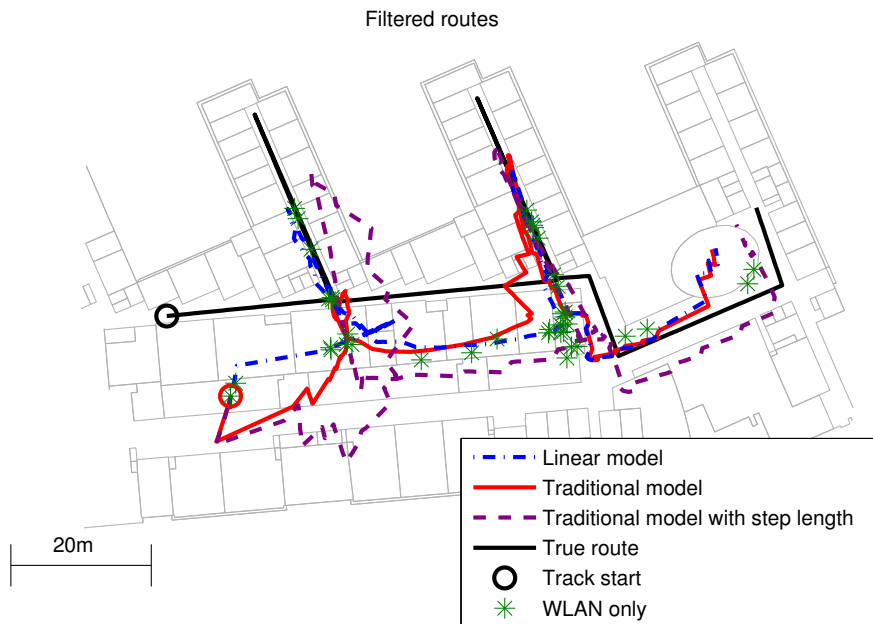 Filtered routes
20m
Linear model
Traditional model
Traditional model with step length
True route
Track start
WLAN only